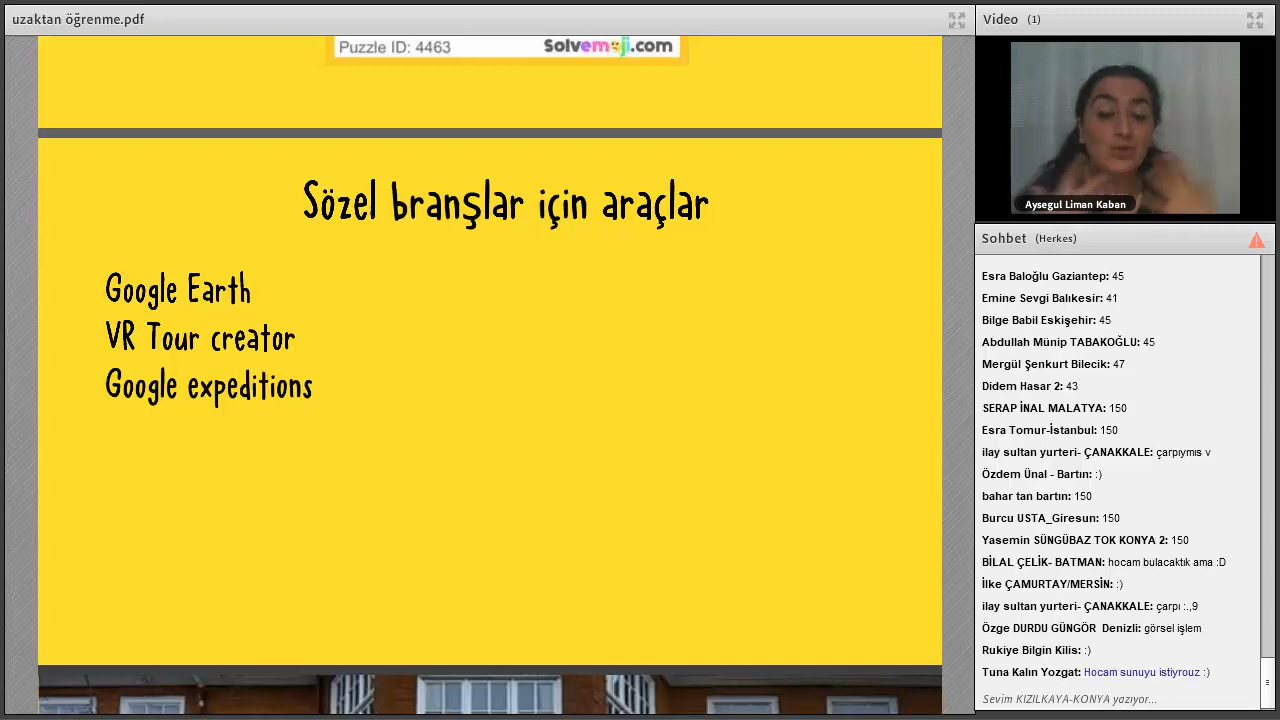 uzaktan öğrenme.pdf
Puzzle ID: 4463
Solvemoji.com
Sözel branşlar için araçlar
Google Earth
VR Tour creator
Google expeditions
Video (1)
Aysegul Liman Kaban
Sohbet (Herkes)
Esra Baloğlu Gaziantep: 45
Emine Sevgi Balıkesir: 41
Bilge Babil Eskişehir: 45
Abdullah Münip TABAKOĞLU: 45
Mergül Şenkurt Bilecik: 47
Didem Hasar 2: 43
SERAP İNAL MALATYA: 150
Esra Tomur-İstanbul: 150
ilay sultan yurteri- ÇANAKKALE: çarpıymıs v
Özdem Ünal - Bartın: :)
bahar tan bartın: 150
Burcu USTA_Giresun: 150
Yasemin SÜNGÜBAZ TOK KONYA 2: 150
BİLAL ÇELİK- BATMAN: hocam bulacaktık ama :D
İlke ÇAMURTAY/MERSİN: :)
ilay sultan yurteri- ÇANAKKALE: çarpı :.,9
Özge DURDU GÜNGÖR  Denizli: görsel işlem
Rukiye Bilgin Kilis: :)
Tuna Kalın Yozgat: Hocam sunuyu istiyrouz :)
Sevim KIZILKAYA-KONYA yazıyor...